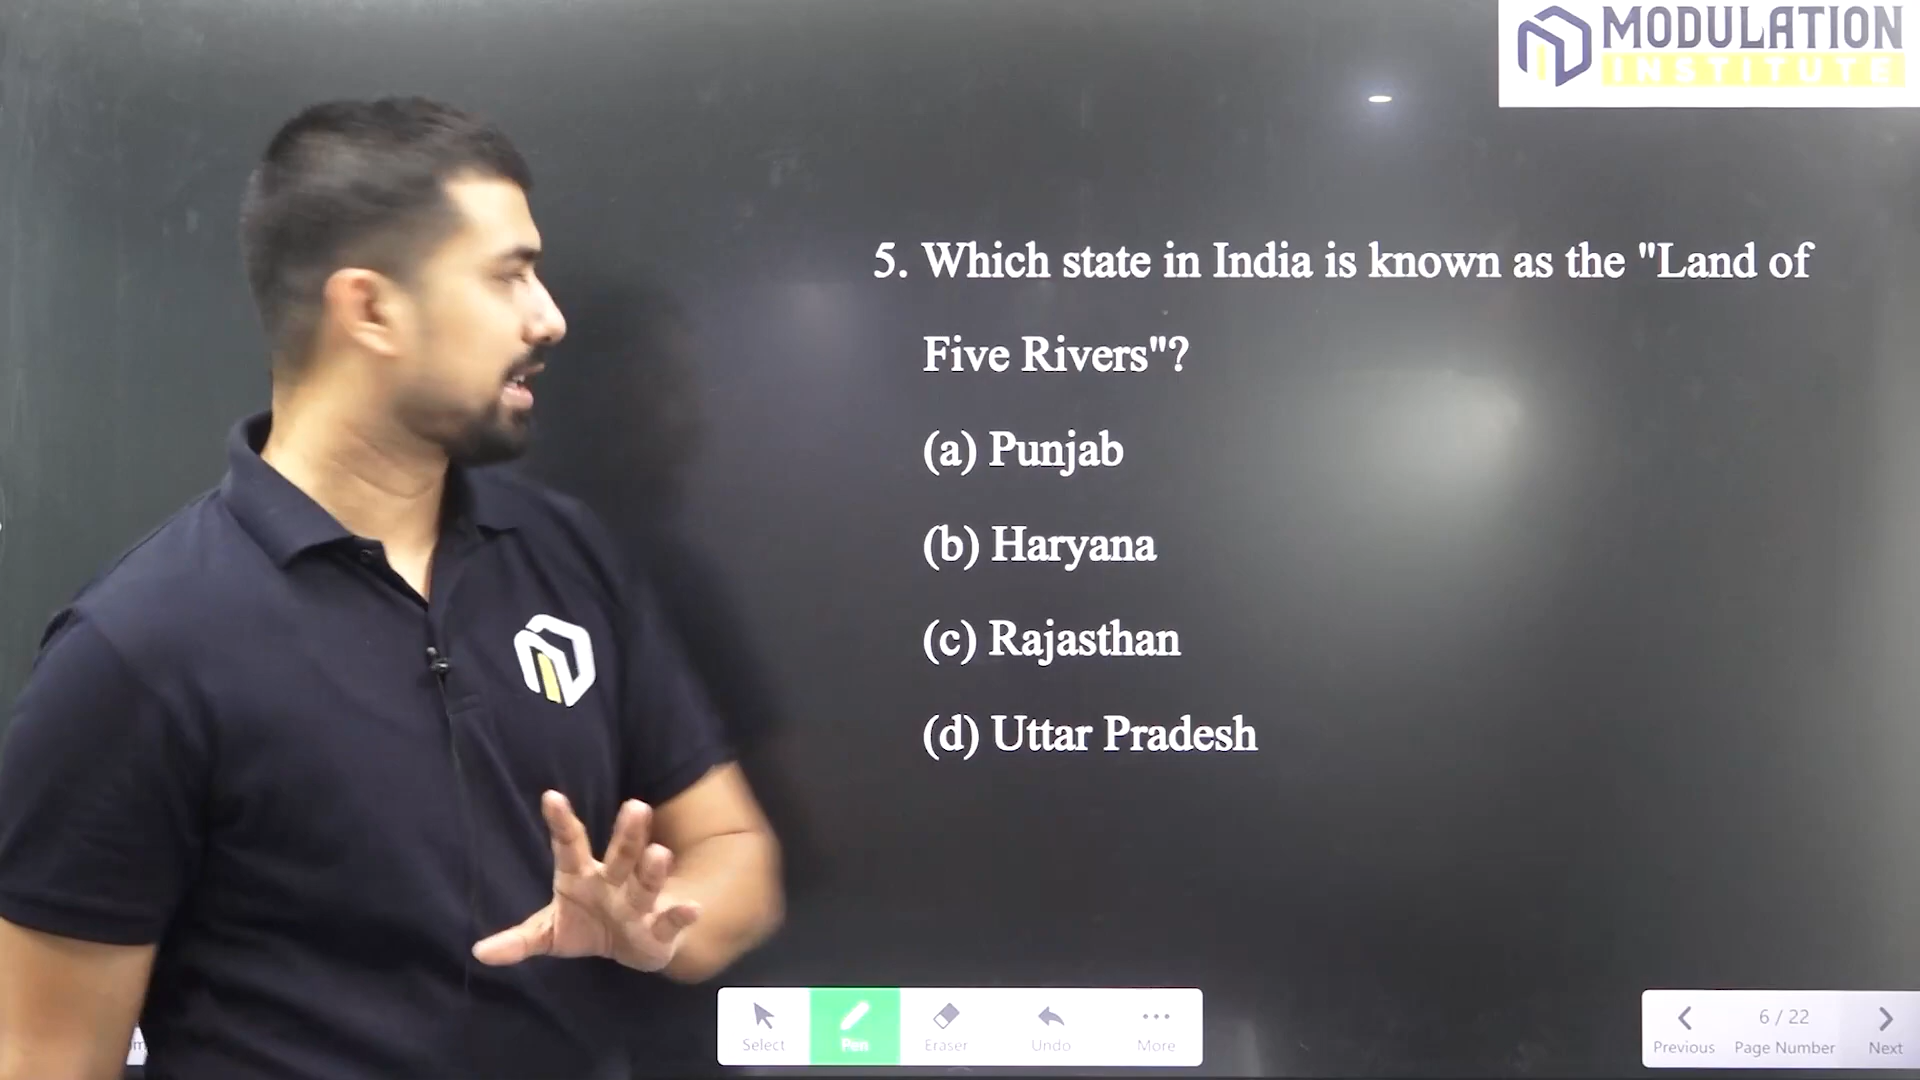 MODULATION
INSTITUTE
5. Which state in India is known as the "Land of
Five Rivers"?
(a) Punjab
(b) Haryana
(c) Rajasthan
(d) Uttar Pradesh
Select
Pen
Eraser
Undo
More
6 / 22
Previous
Page Number
Next